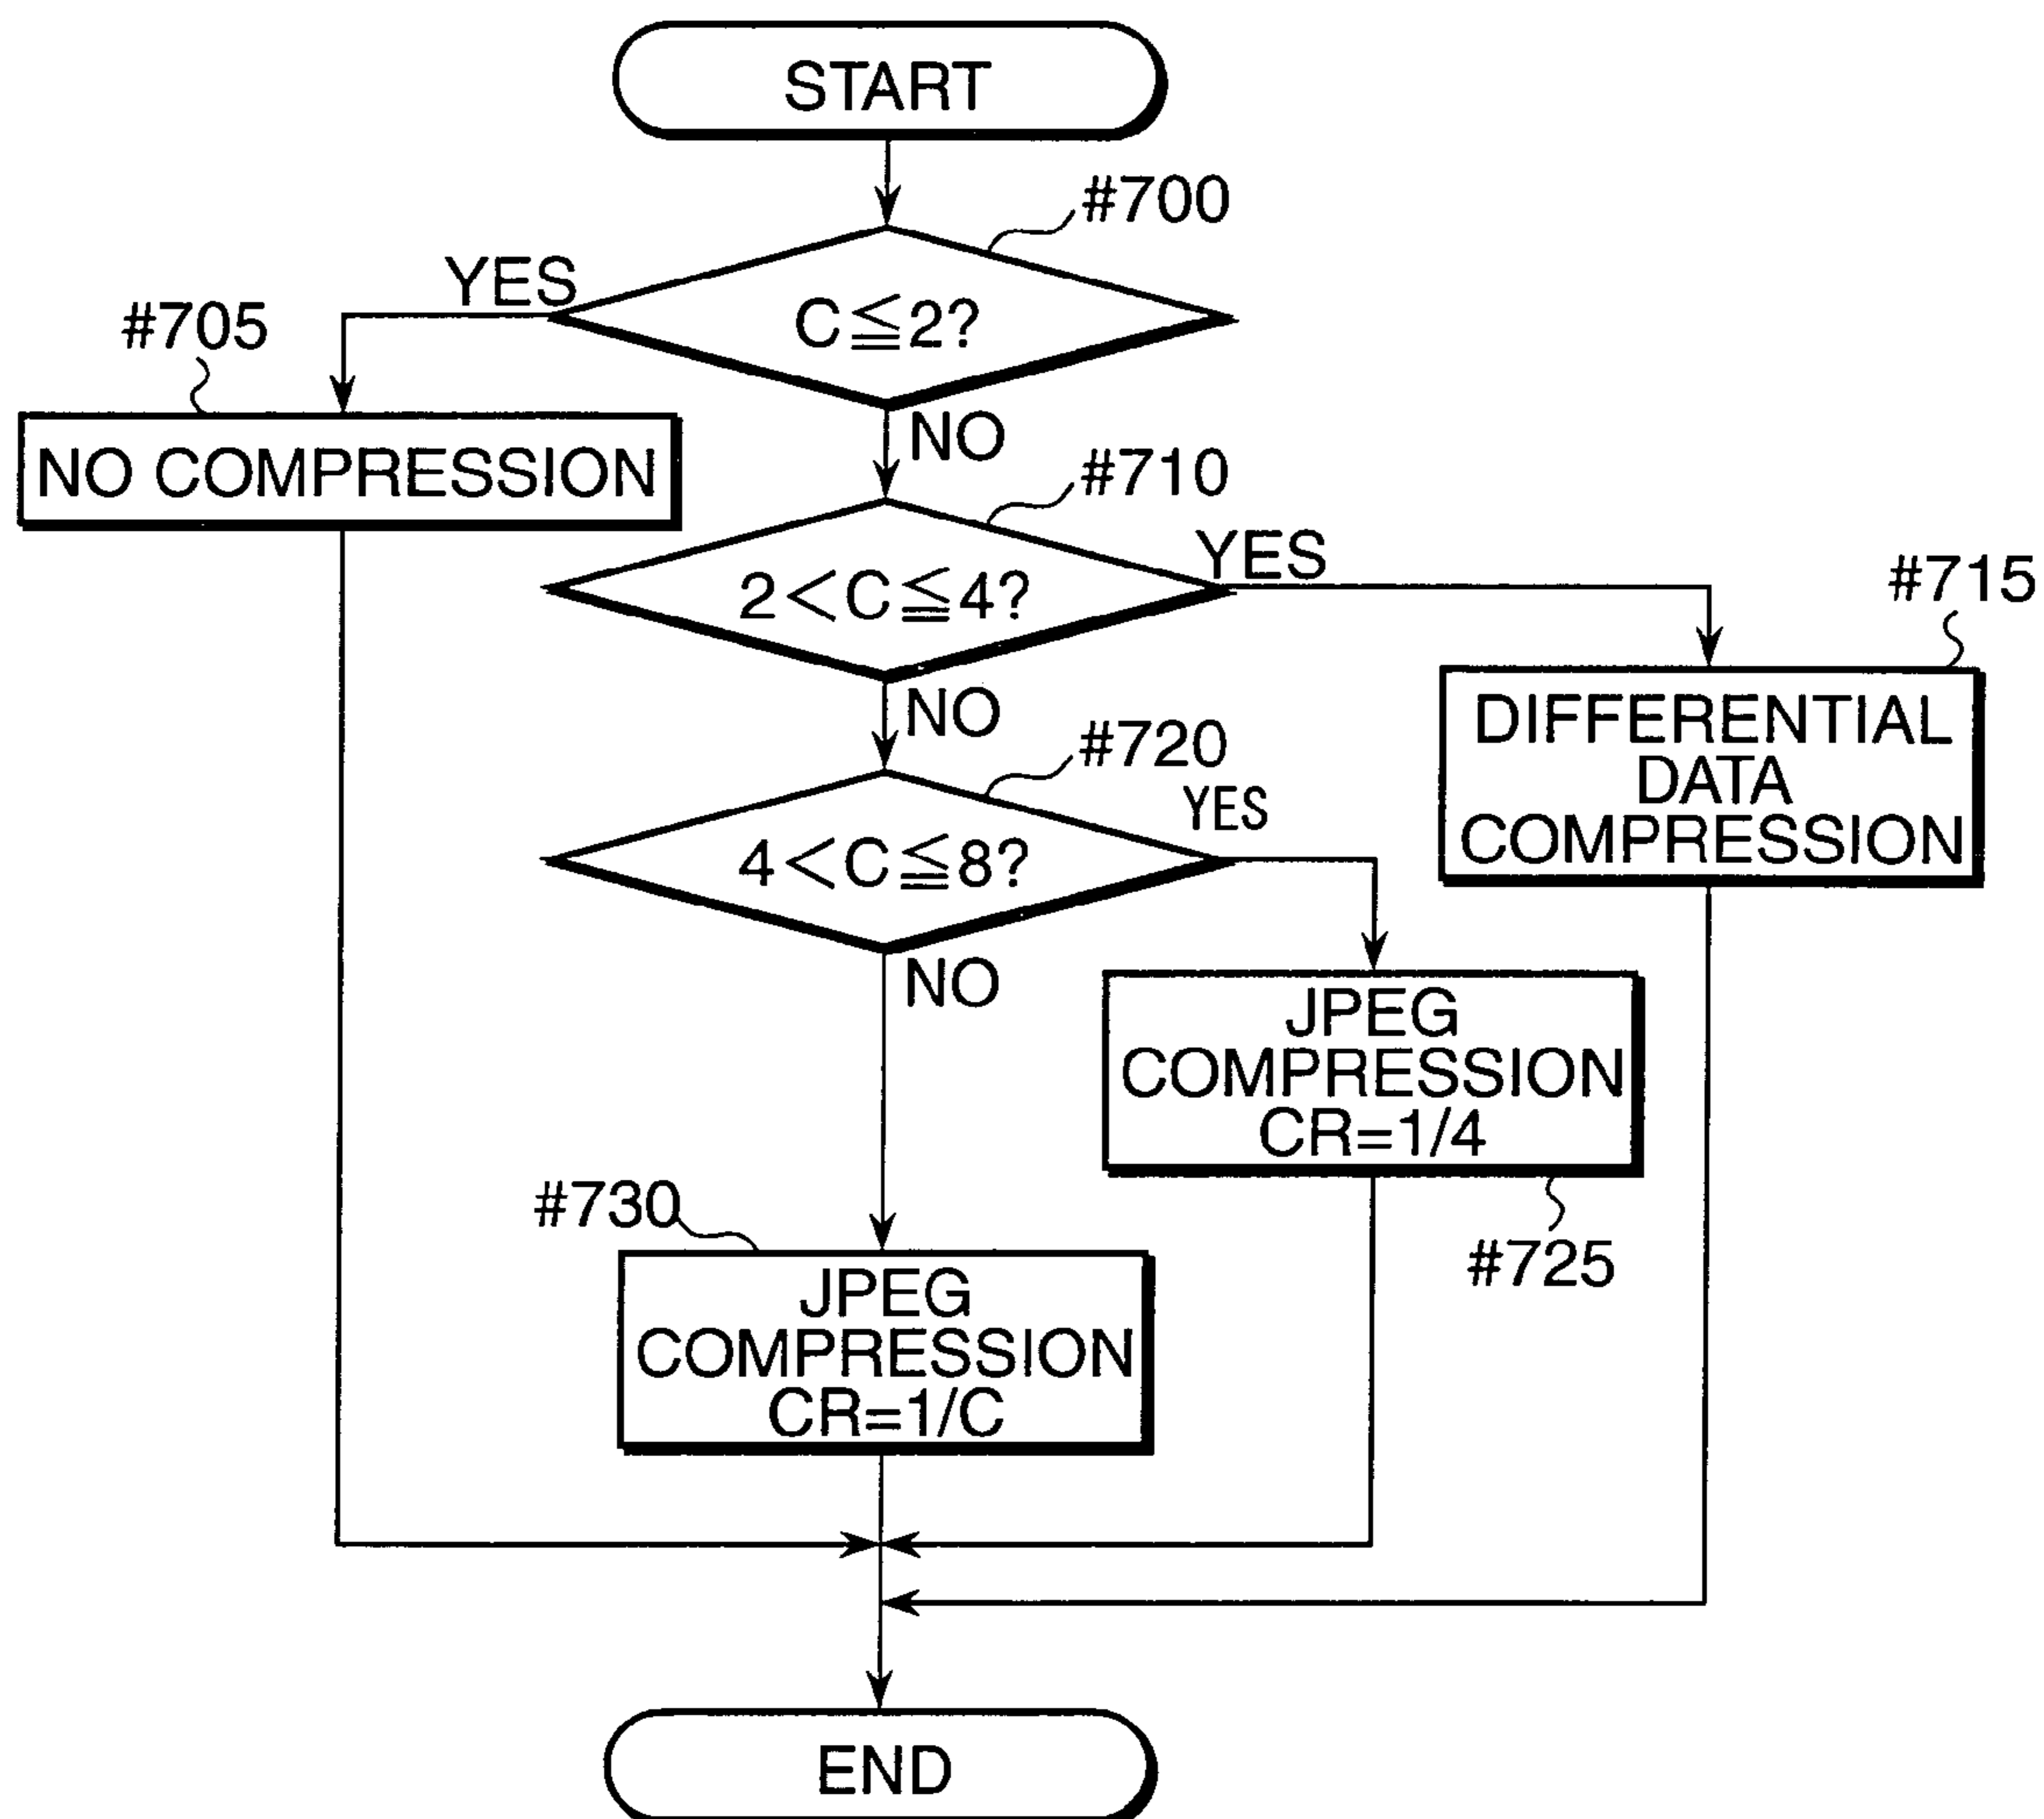 START
#700
YES
C≦2?
#705
NO
NO COMPRESSION
#710
YES
2<C≦4?
#715
NO
DIFFERENTIAL
DATA
COMPRESSION
#720
YES
4<C≦8?
NO
JPEG
COMPRESSION
CR=1/4
#730
#725
JPEG
COMPRESSION
CR=1/C
END